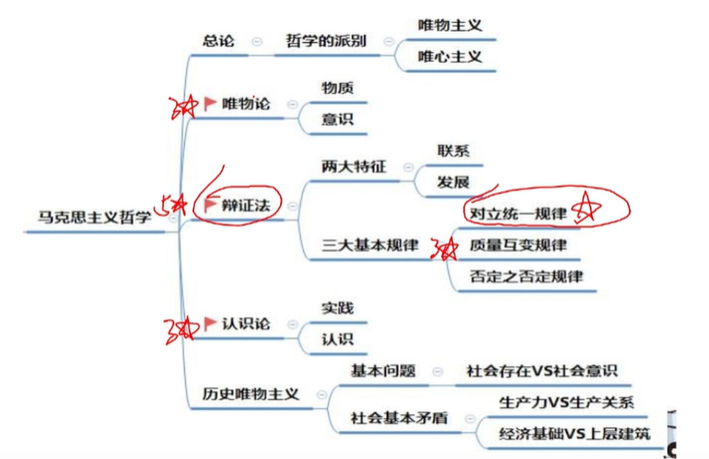 唯物主义
总论
哲学的派别
唯心主义
物质
3☆
唯物论
意识
联系
两大特征
发展
5☆
辩证法
对立统一规律
☆
马克思主义哲学
三大基本规律
3☆
质量互变规律
否定之否定规律
实践
3☆
认识论
认识
基本问题
社会存在VS社会意识
历史唯物主义
生产力VS生产关系
社会基本矛盾
经济基础VS上层建筑